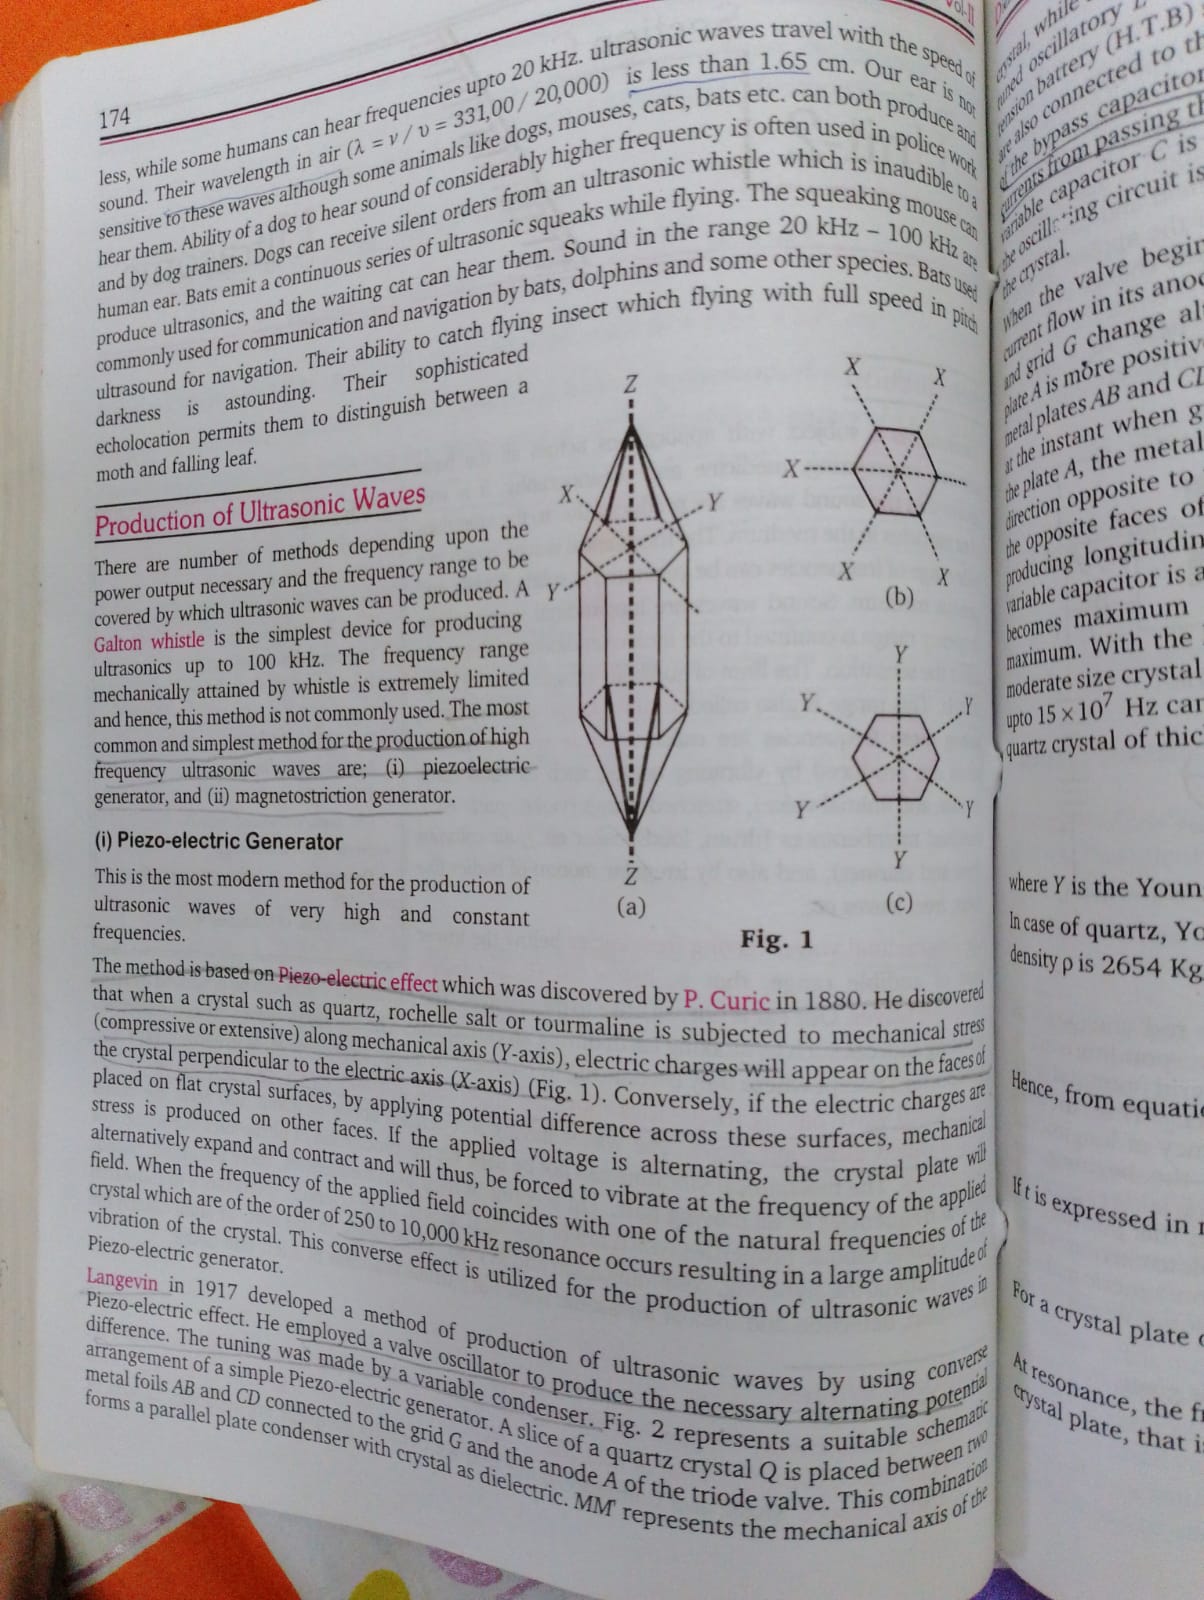 Vol-II
174
less, while some humans can hear frequencies upto 20 kHz. ultrasonic waves travel with the speed of
sound. Their wavelength in air (λ = v / υ = 331,00 / 20,000) is less than 1.65 cm. Our ear is not
sensitive to these waves although some animals like dogs, mouses, cats, bats etc. can both produce and
hear them. Ability of a dog to hear sound of considerably higher frequency is often used in police work
and by dog trainers. Dogs can receive silent orders from an ultrasonic whistle which is inaudible to a
human ear. Bats emit a continuous series of ultrasonic squeaks while flying. The squeaking mouse can
produce ultrasonics, and the waiting cat can hear them. Sound in the range 20 kHz – 100 kHz are
commonly used for communication and navigation by bats, dolphins and some other species. Bats used
ultrasound for navigation. Their ability to catch flying insect which flying with full speed in pitch
darkness is astounding. Their sophisticated
echolocation permits them to distinguish between a
moth and falling leaf.
Production of Ultrasonic Waves
There are number of methods depending upon the
power output necessary and the frequency range to be
covered by which ultrasonic waves can be produced. A
Galton whistle is the simplest device for producing
ultrasonics up to 100 kHz. The frequency range
mechanically attained by whistle is extremely limited
and hence, this method is not commonly used. The most
common and simplest method for the production of high
frequency ultrasonic waves are; (i) piezoelectric
generator, and (ii) magnetostriction generator.
(i) Piezo-electric Generator
This is the most modern method for the production of
ultrasonic waves of very high and constant
frequencies.
Z
X
Y
Y
Z
(a)
X
X
X
X
X
(b)
Y
Y
Y
Y
Y
Y
(c)
Fig. 1
The method is based on Piezo-electric effect which was discovered by P. Curic in 1880. He discovered
that when a crystal such as quartz, rochelle salt or tourmaline is subjected to mechanical stress
(compressive or extensive) along mechanical axis (Y-axis), electric charges will appear on the faces of
the crystal perpendicular to the electric axis (X-axis) (Fig. 1). Conversely, if the electric charges are
placed on flat crystal surfaces, by applying potential difference across these surfaces, mechanical
stress is produced on other faces. If the applied voltage is alternating, the crystal plate will
alternatively expand and contract and will thus, be forced to vibrate at the frequency of the applied
field. When the frequency of the applied field coincides with one of the natural frequencies of the
crystal which are of the order of 250 to 10,000 kHz resonance occurs resulting in a large amplitude of
vibration of the crystal. This converse effect is utilized for the production of ultrasonic waves in
Piezo-electric generator.
Langevin in 1917 developed a method of production of ultrasonic waves by using converse
Piezo-electric effect. He employed a valve oscillator to produce the necessary alternating potential
difference. The tuning was made by a variable condenser. Fig. 2 represents a suitable schematic
arrangement of a simple Piezo-electric generator. A slice of a quartz crystal Q is placed between two
metal foils AB and CD connected to the grid G and the anode A of the triode valve. This combination
forms a parallel plate condenser with crystal as dielectric. MM' represents the mechanical axis of the
crystal, while
tuned oscillatory
tension battery (H.T.B)
are also connected to
of the bypass capacitor
currents from passing
variable capacitor C is
the circuit is
the crystal.
When the valve
current flow in its
and grid G change
plate A is more
metal plates AB and
at the instant when
the plate A, the metal
direction opposite to
the opposite faces of
producing
variable capacitor is
becomes maximum
maximum. With the
moderate size crystal
upto 15 × 10⁷ Hz
quartz crystal of
where Y is the
In case of quartz,
density ρ is 2654
Hence, from
If t is expressed in
For a crystal plate
At resonance, the
crystal plate, that